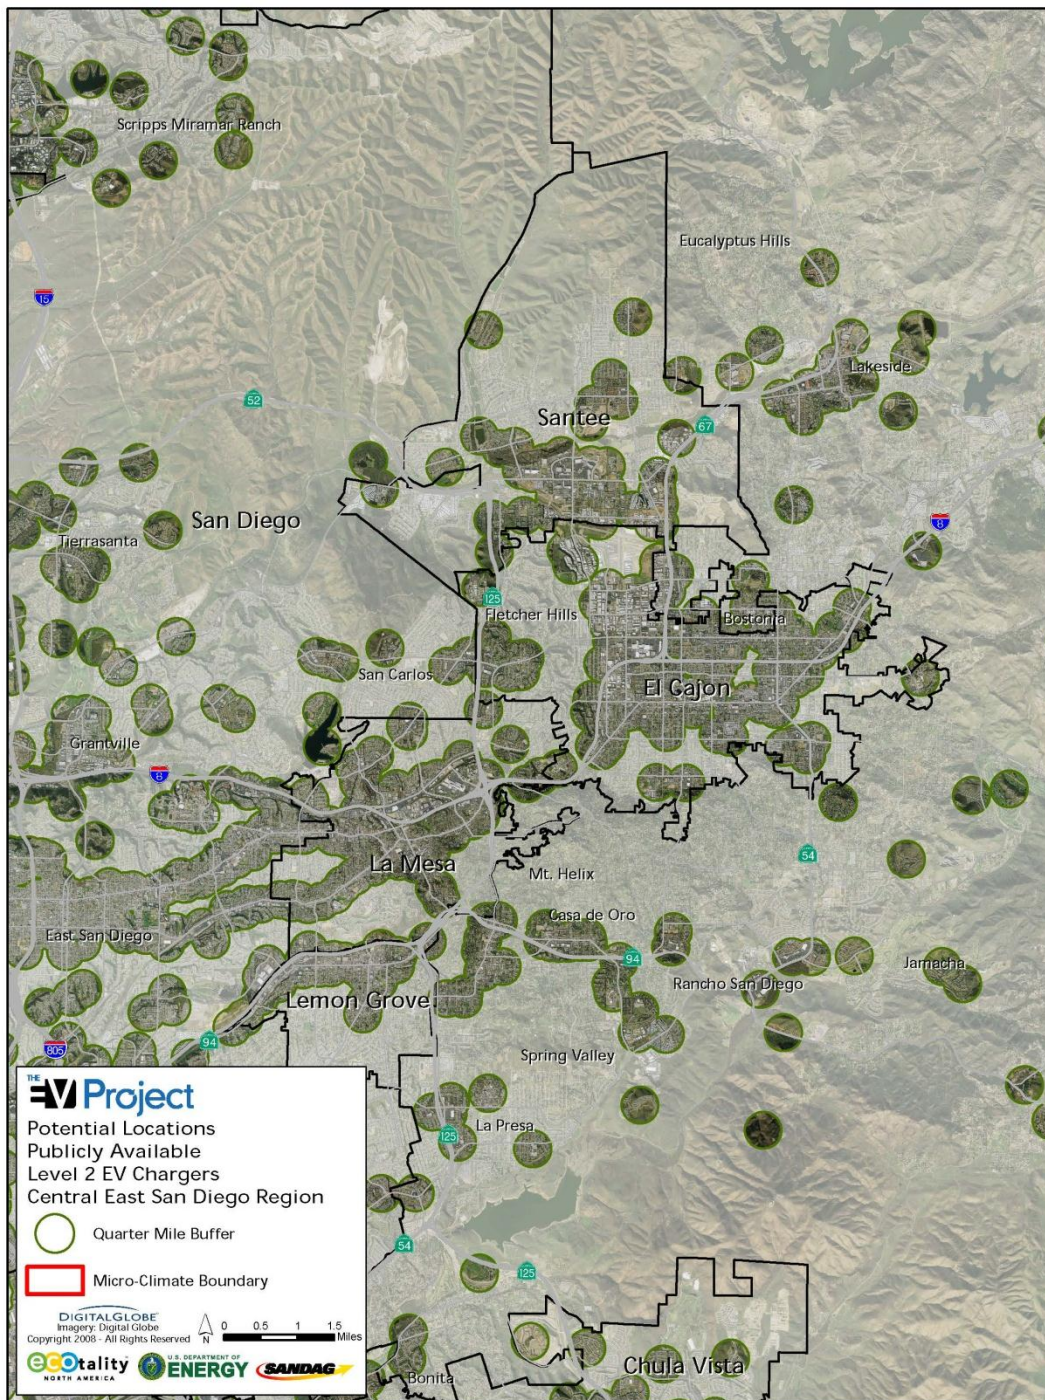 Scripps Miramar Ranch
Eucalyptus Hills
15
Lakeside
52
Santee
67
San Diego
8
Tierrasanta
125
Fletcher Hills
Bostonia
San Carlos
El Cajon
Grantville
8
La Mesa
54
Mt. Helix
Casa de Oro
East San Diego
94
Jamacha
Rancho San Diego
Lemon Grove
94
805
Spring Valley
La Presa
125
54
125
Chula Vista
Bonita
THE
EV Project
Potential Locations
Publicly Available
Level 2 EV Chargers
Central East San Diego Region
Quarter Mile Buffer
Micro-Climate Boundary
DIGITALGLOBE
Imagery: Digital Globe
Copyright 2008 - All Rights Reserved
N
0 0.5 1 1.5
Miles
ecotality
NORTH AMERICA
U.S. DEPARTMENT OF
ENERGY
SANDAG